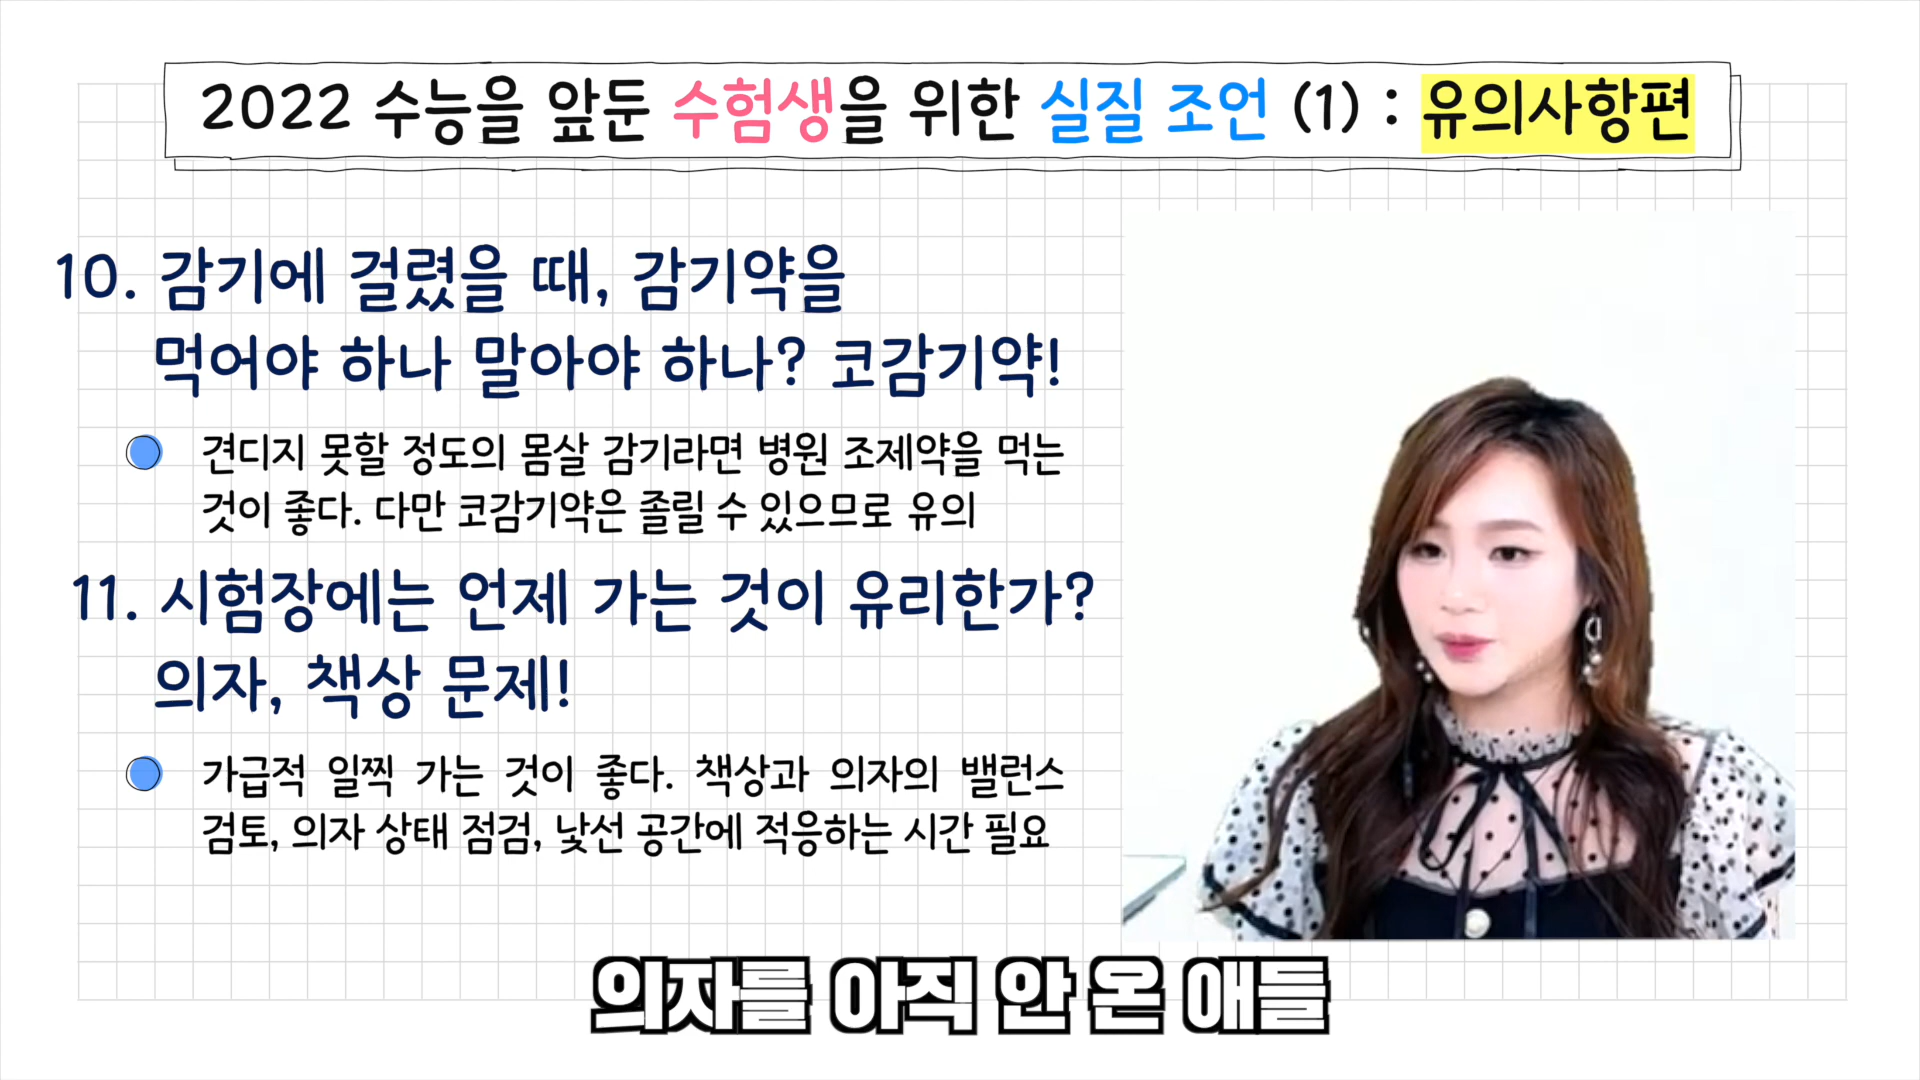 2022 수능을 앞둔 수험생을 위한 실질 조언 (1) : 유의사항편
10. 감기에 걸렸을 때, 감기약을
먹어야 하나 말아야 하나? 코감기약!
견디지 못할 정도의 몸살 감기라면 병원 조제약을 먹는
것이 좋다. 다만 코감기약은 졸릴 수 있으므로 유의
11. 시험장에는 언제 가는 것이 유리한가?
의자, 책상 문제!
가급적 일찍 가는 것이 좋다. 책상과 의자의 밸런스
검토, 의자 상태 점검, 낯선 공간에 적응하는 시간 필요
의자를 아직 안 온 애들